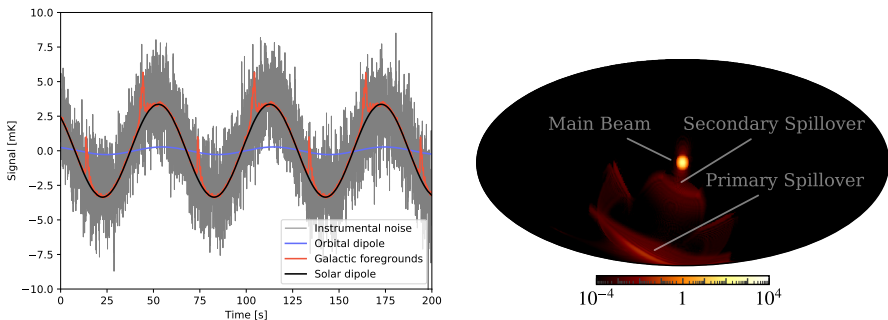 10.0
7.5
5.0
2.5
0.0
−2.5
−5.0
−7.5
−10.0
Signal [mK]
Instrumental noise
Orbital dipole
Galactic foregrounds
Solar dipole
0 25 50 75 100 125 150 175 200
Time [s]
Main Beam Secondary Spillover
Primary Spillover
10⁻⁴ 1 10⁴